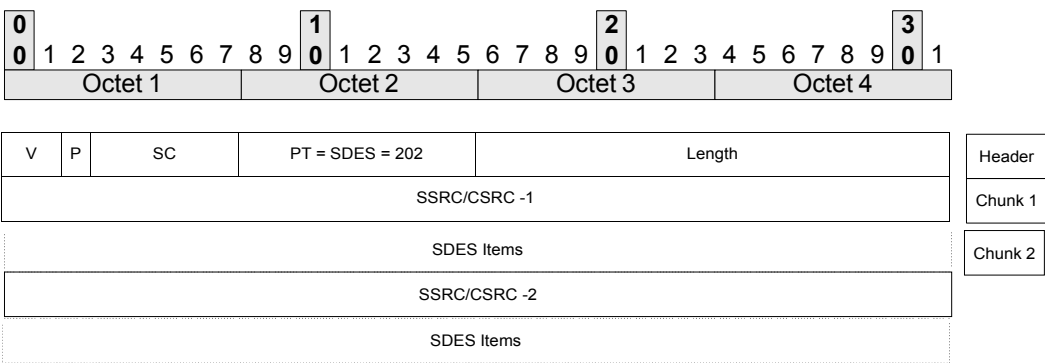 0 1 2 3
0 1 2 3 4 5 6 7 8 9 0 1 2 3 4 5 6 7 8 9 0 1 2 3 4 5 6 7 8 9 0 1
Octet 1 Octet 2 Octet 3 Octet 4
V P SC PT = SDES = 202 Length Header
SSRC/CSRC -1 Chunk 1
SDES Items Chunk 2
SSRC/CSRC -2
SDES Items